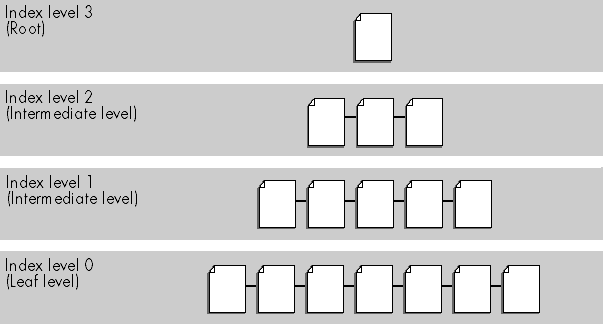 Index level 3
(Root)
Index level 2
(Intermediate level)
Index level 1
(Intermediate level)
Index level 0
(Leaf level)